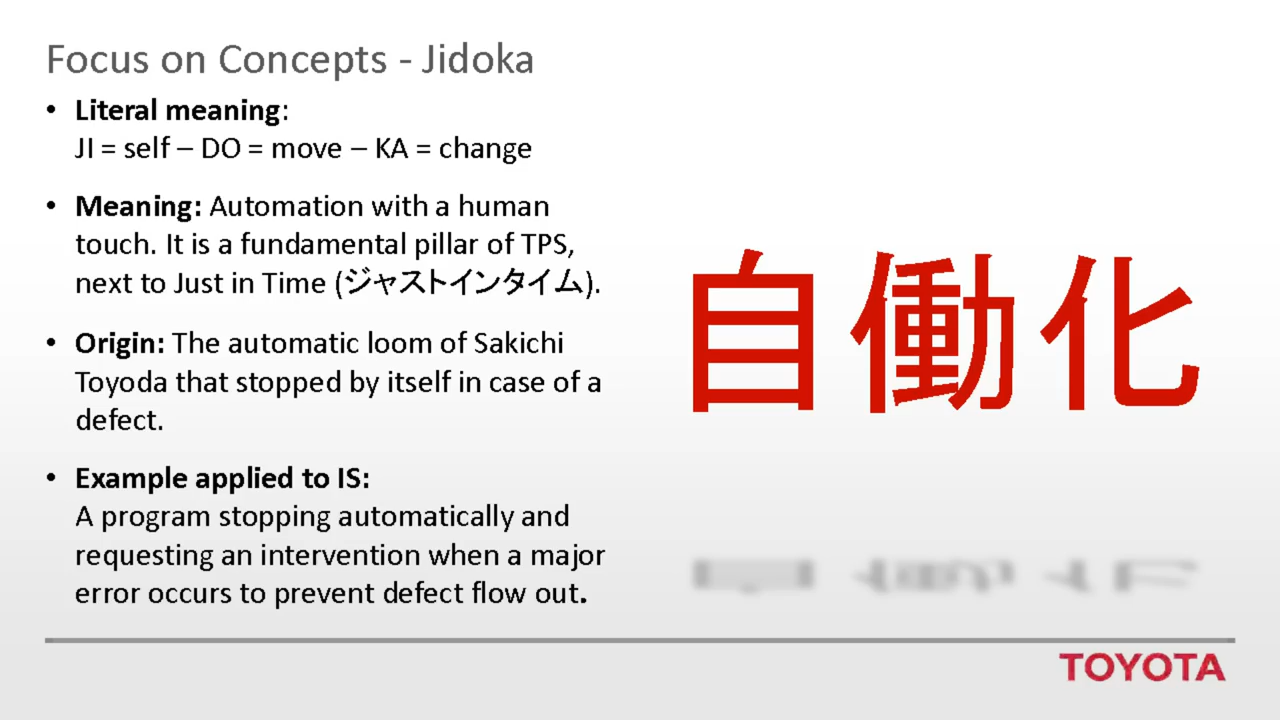 Focus on Concepts - Jidoka
• Literal meaning:
JI = self – DO = move – KA = change
• Meaning: Automation with a human
touch. It is a fundamental pillar of TPS,
next to Just in Time (ジャストインタイム).
• Origin: The automatic loom of Sakichi
Toyoda that stopped by itself in case of a
defect.
• Example applied to IS:
A program stopping automatically and
requesting an intervention when a major
error occurs to prevent defect flow out.
自働化
TOYOTA